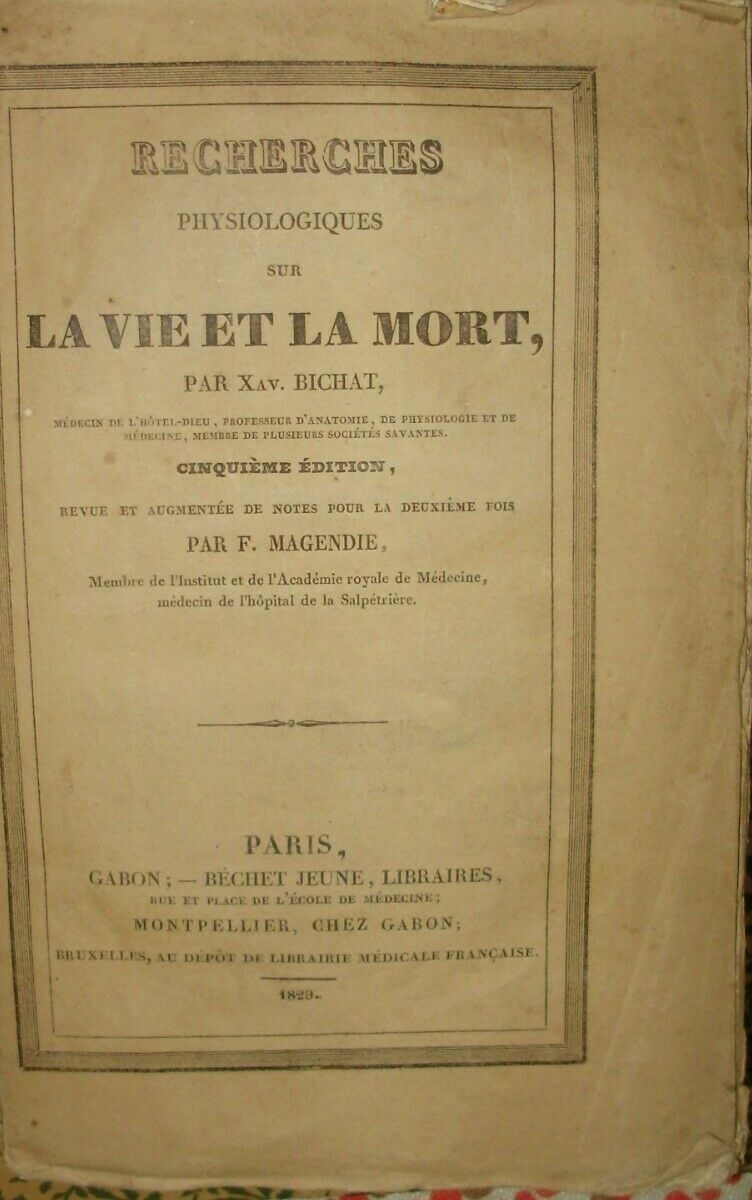 RECHERCHES
PHYSIOLOGIQUES
SUR
LA VIE ET LA MORT,
PAR XAV. BICHAT,
MÉDECIN DE L'HÔTEL-DIEU, PROFESSEUR D'ANATOMIE, DE PHYSIOLOGIE ET DE
MÉDECINE, MEMBRE DE PLUSIEURS SOCIÉTÉS SAVANTES.
CINQUIÈME ÉDITION,
REVUE ET AUGMENTÉE DE NOTES POUR LA DEUXIÈME FOIS
PAR F. MAGENDIE,
Membre de l'Institut et de l'Académie royale de Médecine,
médecin de l'hôpital de la Salpétrière.
PARIS,
GABON; — BÉCHET JEUNE, LIBRAIRES,
RUE ET PLACE DE L'ÉCOLE DE MÉDECINE;
MONTPELLIER, CHEZ GABON;
BRUXELLES, AU DÉPÔT DE LIBRAIRIE MÉDICALE FRANÇAISE.
1829.